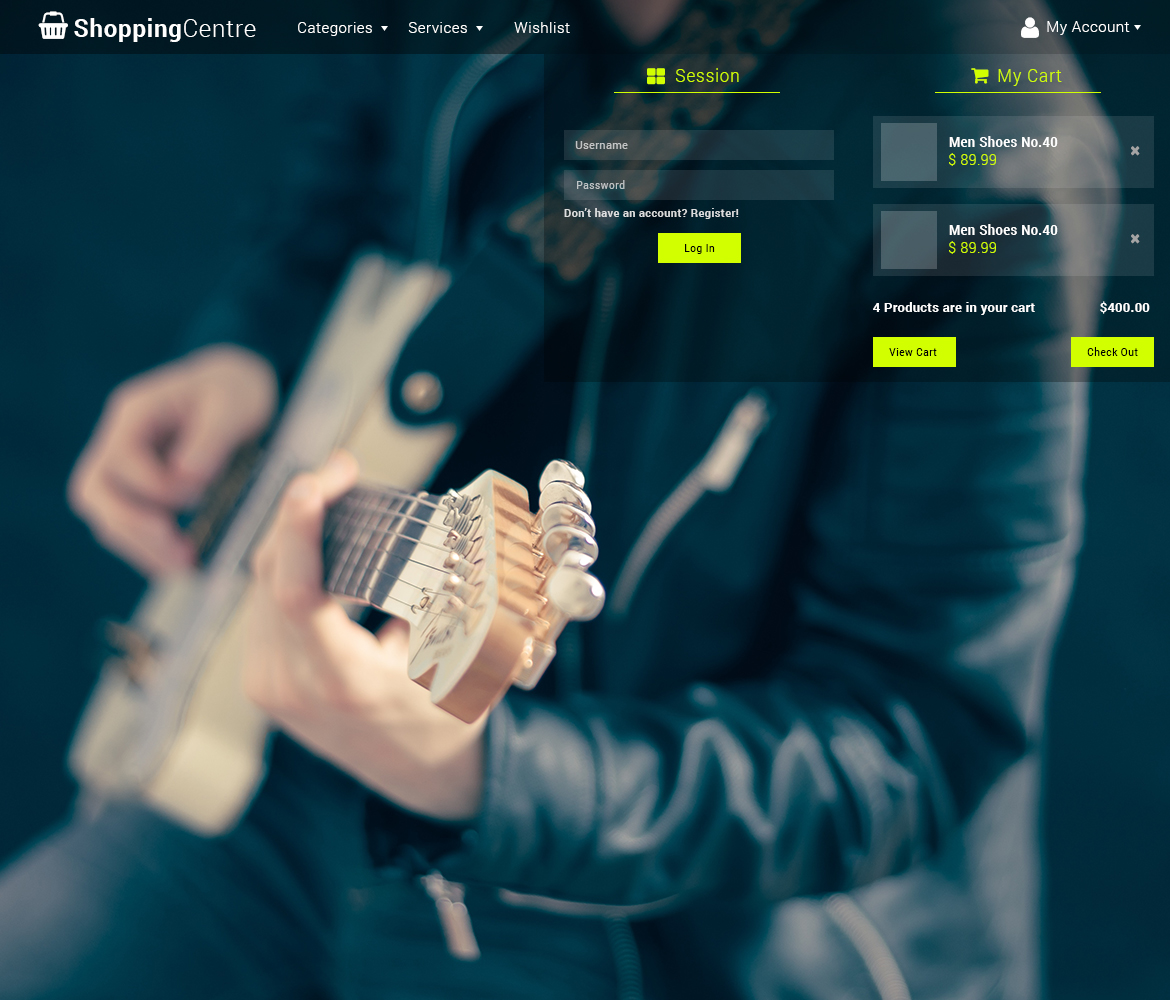 ShoppingCentre
Categories
Services
Wishlist
My Account
Session
Username
Password
Don't have an account? Register!
Log In
My Cart
Men Shoes No.40
$ 89.99
Men Shoes No.40
$ 89.99
4 Products are in your cart $400.00
View Cart
Check Out